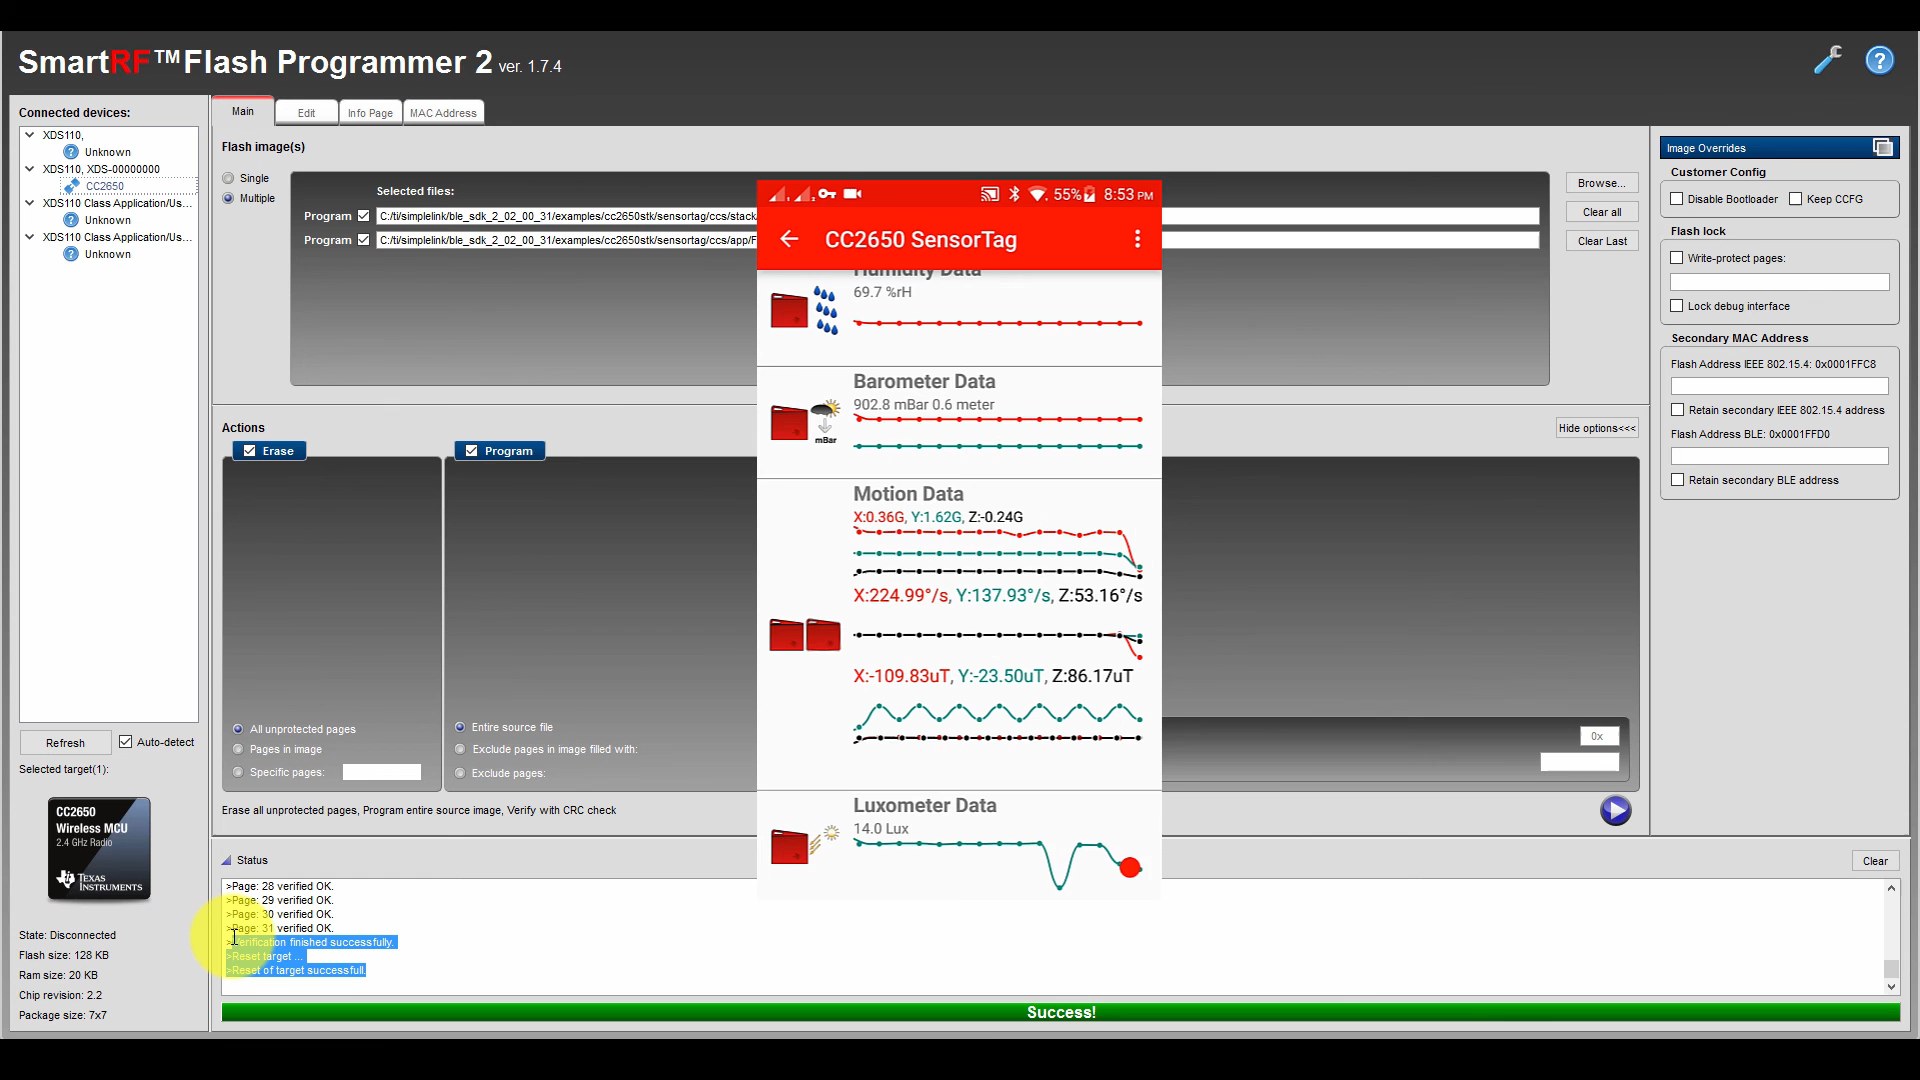 SmartRF™Flash Programmer 2 ver. 1.7.4
Connected devices:
XDS110,
Unknown
XDS110, XDS-00000000
CC2650
XDS110 Class Application/Us...
Unknown
XDS110 Class Application/Us...
Unknown
Refresh
Auto-detect
Selected target(1):
CC2650
Wireless MCU
2.4 GHz Radio
TEXAS
INSTRUMENTS
State: Disconnected
Flash size: 128 KB
Ram size: 20 KB
Chip revision: 2.2
Package size: 7x7
Main
Edit
Info Page
MAC Address
Flash image(s)
Single
Multiple
Selected files:
Program
C:/ti/simplelink/ble_sdk_2_02_00_31/examples/cc2650stk/sensortag/ccs/stack
Program
C:/ti/simplelink/ble_sdk_2_02_00_31/examples/cc2650stk/sensortag/ccs/app/F
Browse...
Clear all
Clear Last
Actions
Hide options<<<
Erase
All unprotected pages
Pages in image
Specific pages:
Program
Entire source file
Exclude pages in image filled with:
Exclude pages:
0x
Erase all unprotected pages, Program entire source image, Verify with CRC check
55%
8:53 PM
CC2650 SensorTag
Humidity Data
69.7 %rH
Barometer Data
902.8 mBar 0.6 meter
mBar
Motion Data
X:0.36G, Y:1.62G, Z:-0.24G
X:224.99°/s, Y:137.93°/s, Z:53.16°/s
X:-109.83uT, Y:-23.50uT, Z:86.17uT
Luxometer Data
14.0 Lux
Image Overrides
Customer Config
Disable Bootloader
Keep CCFG
Flash lock
Write-protect pages:
Lock debug interface
Secondary MAC Address
Flash Address IEEE 802.15.4: 0x0001FFC8
Retain secondary IEEE 802.15.4 address
Flash Address BLE: 0x0001FFD0
Retain secondary BLE address
Status
Clear
>Page: 28 verified OK.
>Page: 29 verified OK.
>Page: 30 verified OK.
>Page: 31 verified OK.
>Verification finished successfully.
>Reset target ...
>Reset of target successfull.
Success!